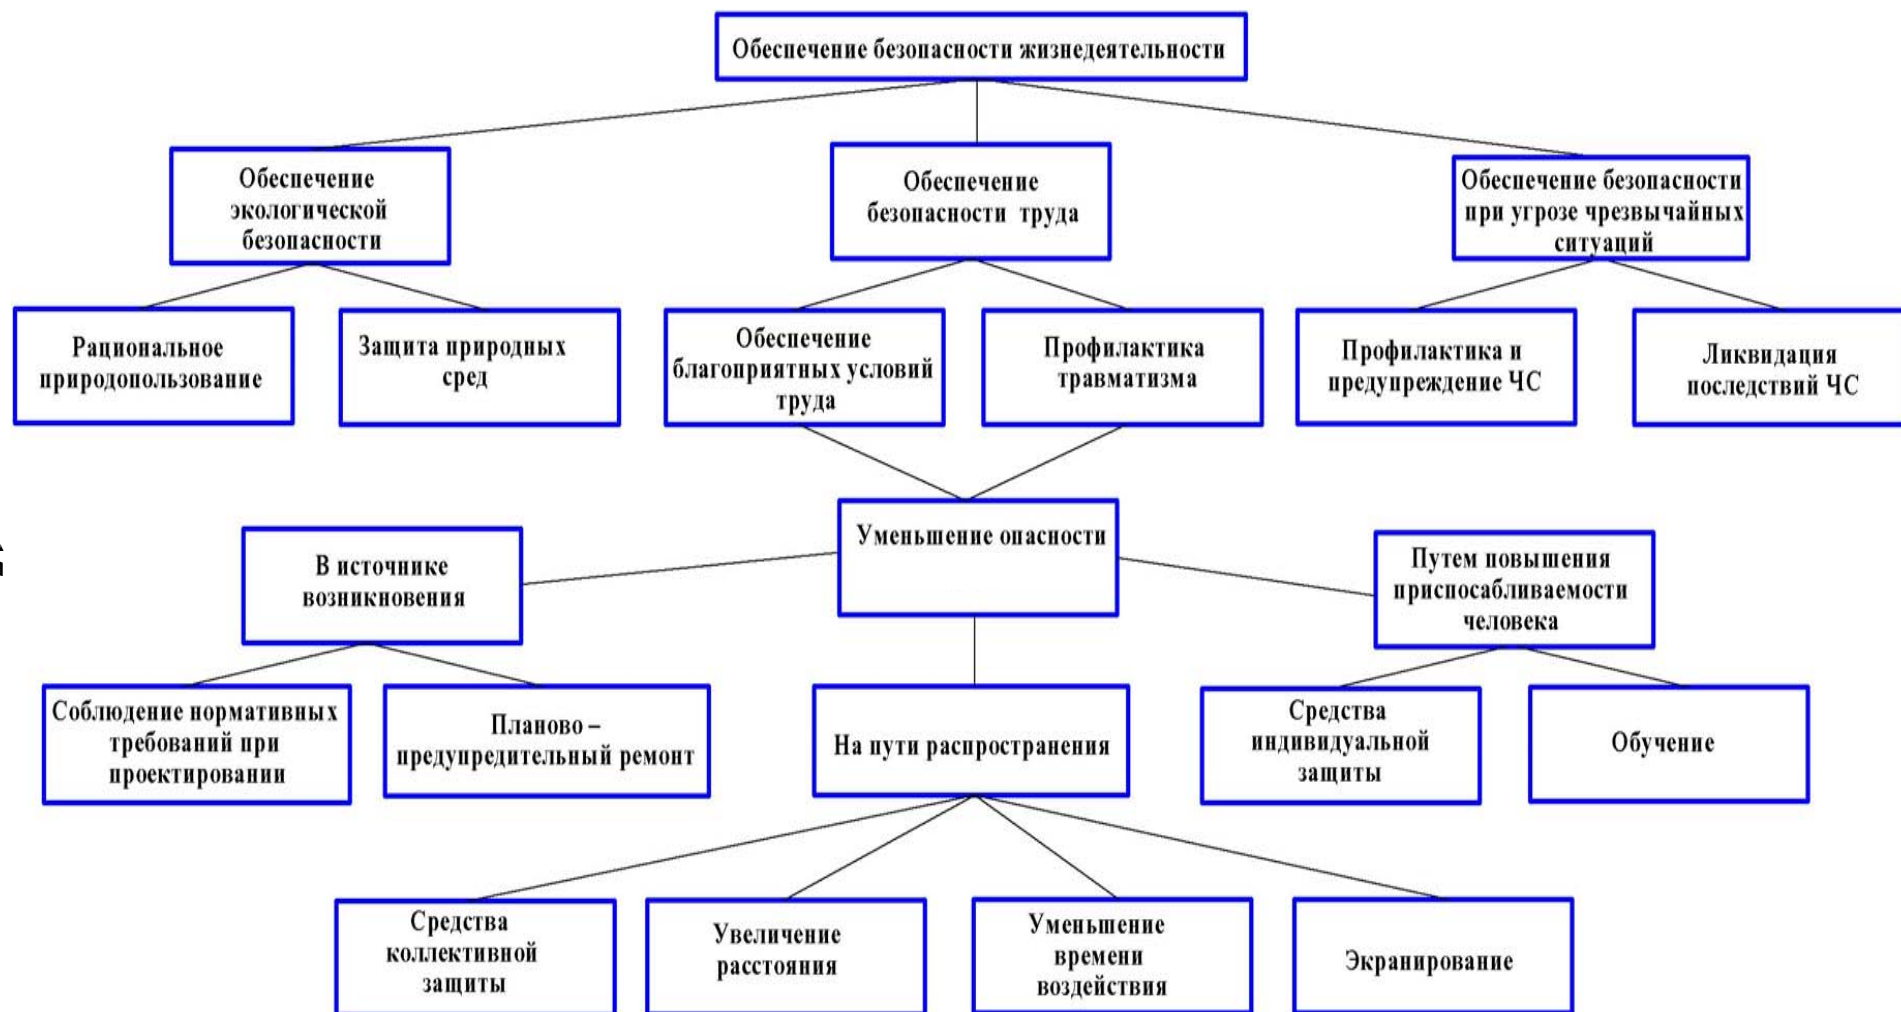 Обеспечение безопасности жизнедеятельности
Обеспечение
экологической
безопасности
Обеспечение
безопасности труда
Обеспечение безопасности
при угрозе чрезвычайных
ситуаций
Рациональное
природопользование
Защита природных
сред
Обеспечение
благоприятных условий
труда
Профилактика
травматизма
Профилактика и
предупреждение ЧС
Ликвидация
последствий ЧС
Уменьшение опасности
В источнике
возникновения
Путем повышения
приспосабливаемости
человека
Соблюдение нормативных
требований при
проектировании
Планово –
предупредительный ремонт
На пути распространения
Средства
индивидуальной
защиты
Обучение
Средства
коллективной
защиты
Увеличение
расстояния
Уменьшение
времени
воздействия
Экранирование